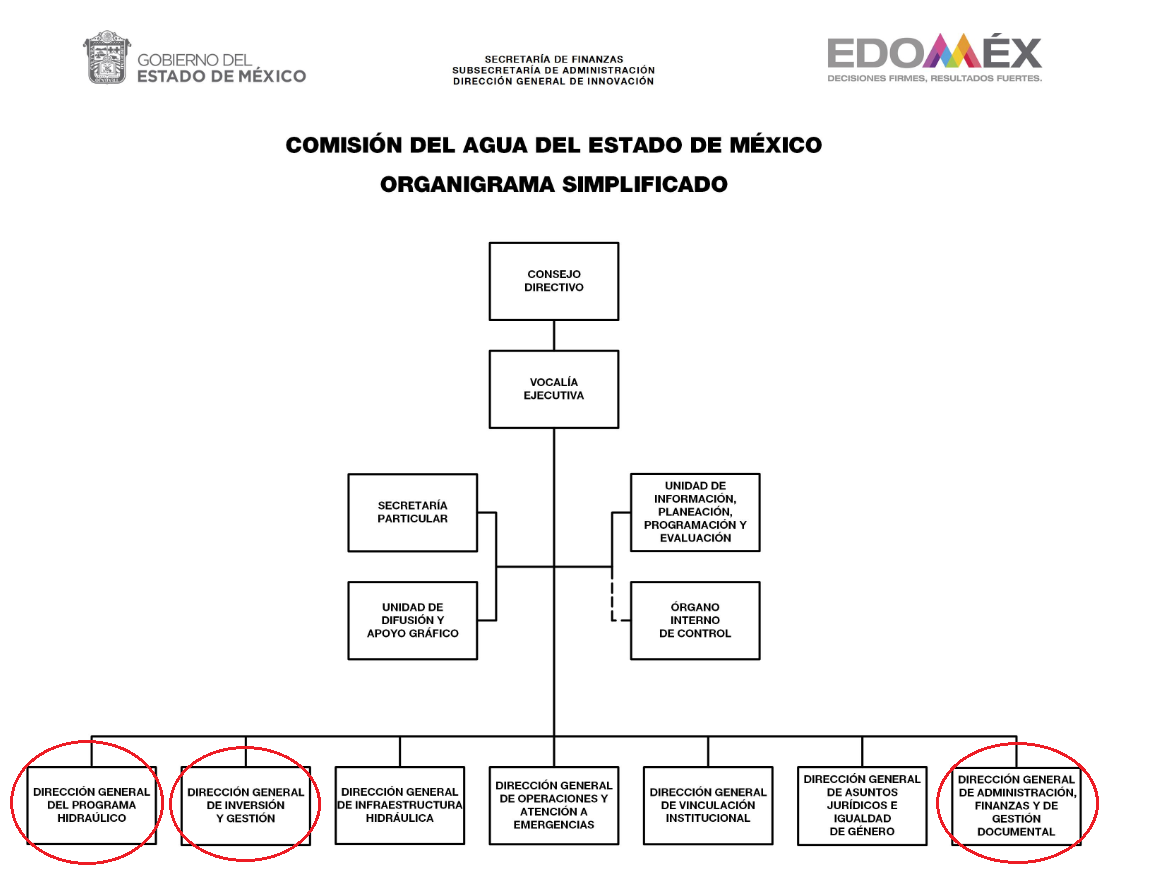 GOBIERNO DEL
ESTADO DE MÉXICO
SECRETARÍA DE FINANZAS
SUBSECRETARÍA DE ADMINISTRACIÓN
DIRECCIÓN GENERAL DE INNOVACIÓN
EDOMÉX
DECISIONES FIRMES, RESULTADOS FUERTES.
COMISIÓN DEL AGUA DEL ESTADO DE MÉXICO
ORGANIGRAMA SIMPLIFICADO
CONSEJO
DIRECTIVO
VOCALÍA
EJECUTIVA
SECRETARÍA
PARTICULAR
UNIDAD DE
INFORMACIÓN,
PLANEACIÓN,
PROGRAMACIÓN Y
EVALUACIÓN
UNIDAD DE
DIFUSIÓN Y
APOYO GRÁFICO
ÓRGANO
INTERNO
DE CONTROL
DIRECCIÓN GENERAL
DEL PROGRAMA
HIDRAÚLICO
DIRECCIÓN GENERAL
DE INVERSIÓN
Y GESTIÓN
DIRECCIÓN GENERAL
DE INFRAESTRUCTURA
HIDRÁULICA
DIRECCIÓN GENERAL
DE OPERACIONES Y
ATENCIÓN A
EMERGENCIAS
DIRECCIÓN GENERAL
DE VINCULACIÓN
INSTITUCIONAL
DIRECCIÓN GENERAL
DE ASUNTOS
JURÍDICOS E
IGUALDAD
DE GÉNERO
DIRECCIÓN GENERAL
DE ADMINISTRACIÓN,
FINANZAS Y DE
GESTIÓN
DOCUMENTAL